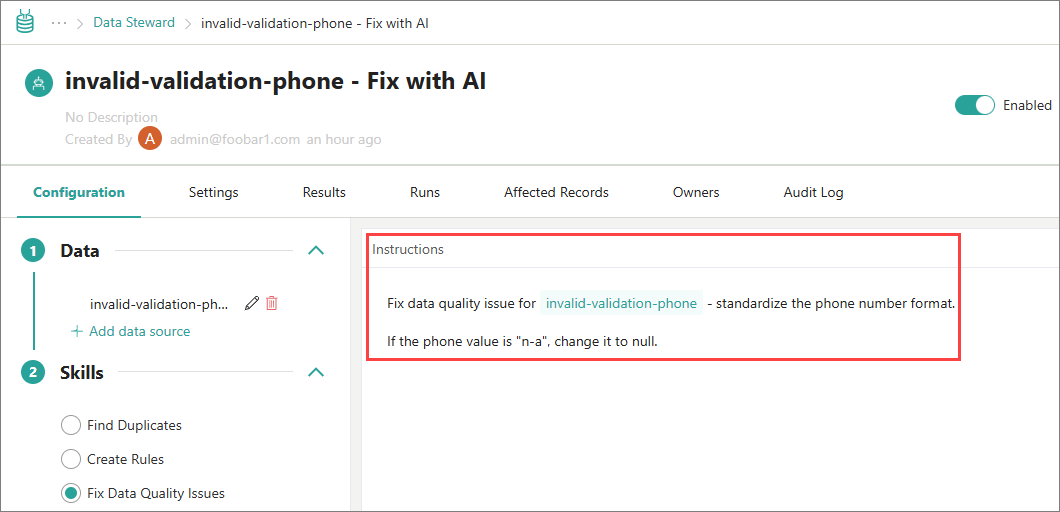 ··· > Data Steward > invalid-validation-phone - Fix with AI
invalid-validation-phone - Fix with AI
No Description
Created By A admin@foobar1.com an hour ago
Enabled
Configuration Settings Results Runs Affected Records Owners Audit Log
1 Data
invalid-validation-ph...
+ Add data source
2 Skills
Find Duplicates
Create Rules
Fix Data Quality Issues
Instructions
Fix data quality issue for invalid-validation-phone - standardize the phone number format.
If the phone value is "n-a", change it to null.